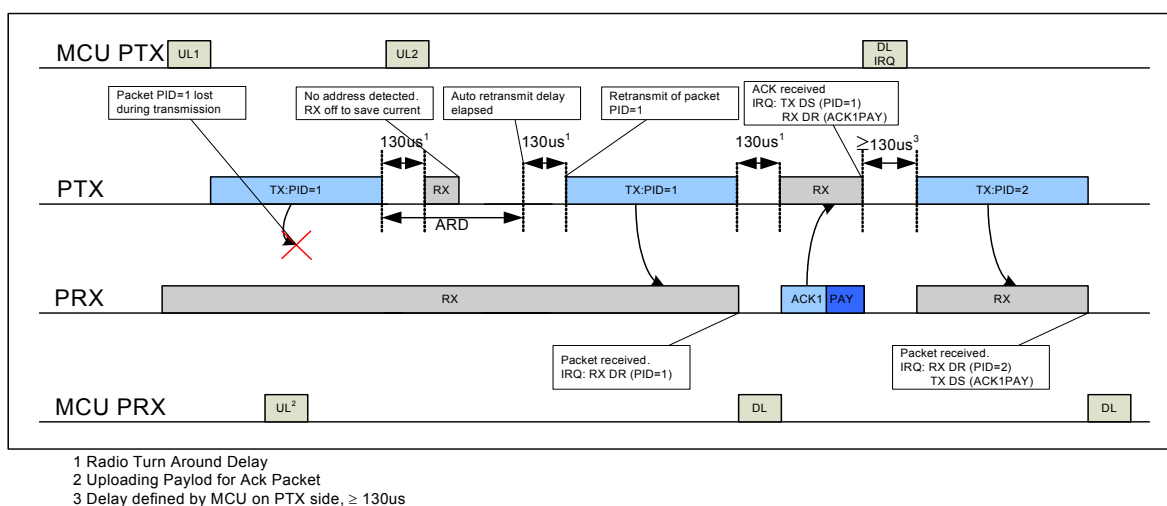 MCU PTX
UL1
UL2
DL
IRQ
Packet PID=1 lost
during transmission
No address detected.
RX off to save current
Auto retransmit delay
elapsed
Retransmit of packet
PID=1
ACK received
IRQ: TX DS (PID=1)
RX DR (ACK1PAY)
130us1
130us1
130us1
≥130us3
PTX
TX:PID=1
RX
TX:PID=1
RX
TX:PID=2
ARD
PRX
RX
ACK1
PAY
RX
Packet received.
IRQ: RX DR (PID=1)
Packet received.
IRQ: RX DR (PID=2)
TX DS (ACK1PAY)
MCU PRX
UL2
DL
DL
1 Radio Turn Around Delay
2 Uploading Paylod for Ack Packet
3 Delay defined by MCU on PTX side, ≥ 130us